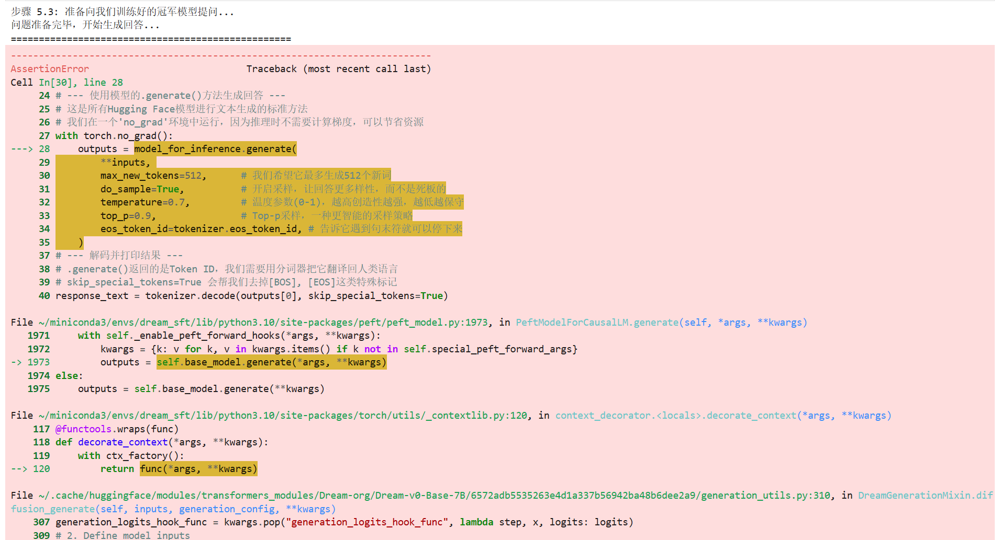 步骤 5.3: 准备向我们训练好的冠军模型提问...
问题准备完毕，开始生成回答...
==================================================
---------------------------------------------------------------------------
AssertionError                            Traceback (most recent call last)
Cell In[30], line 28
     24 # --- 使用模型的.generate()方法生成回答 ---
     25 # 这是所有Hugging Face模型进行文本生成的标准方法
     26 # 我们在一个'no_grad'环境中运行，因为推理时不需要计算梯度，可以节省资源
     27 with torch.no_grad():
---> 28     outputs = model_for_inference.generate(
     29         **inputs,
     30         max_new_tokens=512,      # 我们希望它最多生成512个新词
     31         do_sample=True,          # 开启采样，让回答更多样性，而不是死板的
     32         temperature=0.7,         # 温度参数(0-1)，越高创造性越强，越低越保守
     33         top_p=0.9,               # Top-p采样，一种更智能的采样策略
     34         eos_token_id=tokenizer.eos_token_id, # 告诉它遇到句末符就可以停下来
     35     )
     37 # --- 解码并打印结果 ---
     38 # .generate()返回的是Token ID，我们需要用分词器把它翻译回人类语言
     39 # skip_special_tokens=True 会帮我们去掉[BOS], [EOS]这类特殊标记
     40 response_text = tokenizer.decode(outputs[0], skip_special_tokens=True)
File ~/miniconda3/envs/dream_sft/lib/python3.10/site-packages/peft/peft_model.py:1973, in PeftModelForCausalLM.generate(self, *args, **kwargs)
   1971     with self._enable_peft_forward_hooks(*args, **kwargs):
   1972         kwargs = {k: v for k, v in kwargs.items() if k not in self.special_peft_forward_args}
-> 1973         outputs = self.base_model.generate(*args, **kwargs)
   1974 else:
   1975     outputs = self.base_model.generate(**kwargs)
File ~/miniconda3/envs/dream_sft/lib/python3.10/site-packages/torch/utils/_contextlib.py:120, in context_decorator.<locals>.decorate_context(*args, **kwargs)
    117 @functools.wraps(func)
    118 def decorate_context(*args, **kwargs):
    119     with ctx_factory():
--> 120         return func(*args, **kwargs)
File ~/.cache/huggingface/modules/transformers_modules/Dream-org/Dream-v0-Base-7B/6572adb5535263e4d1a337b56942ba48b6dee2a9/generation_utils.py:310, in DreamGenerationMixin.dif
fusion_generate(self, inputs, generation_config, **kwargs)
    307 generation_logits_hook_func = kwargs.pop("generation_logits_hook_func", lambda step, x, logits: logits)
    309 # 2. Define model inputs